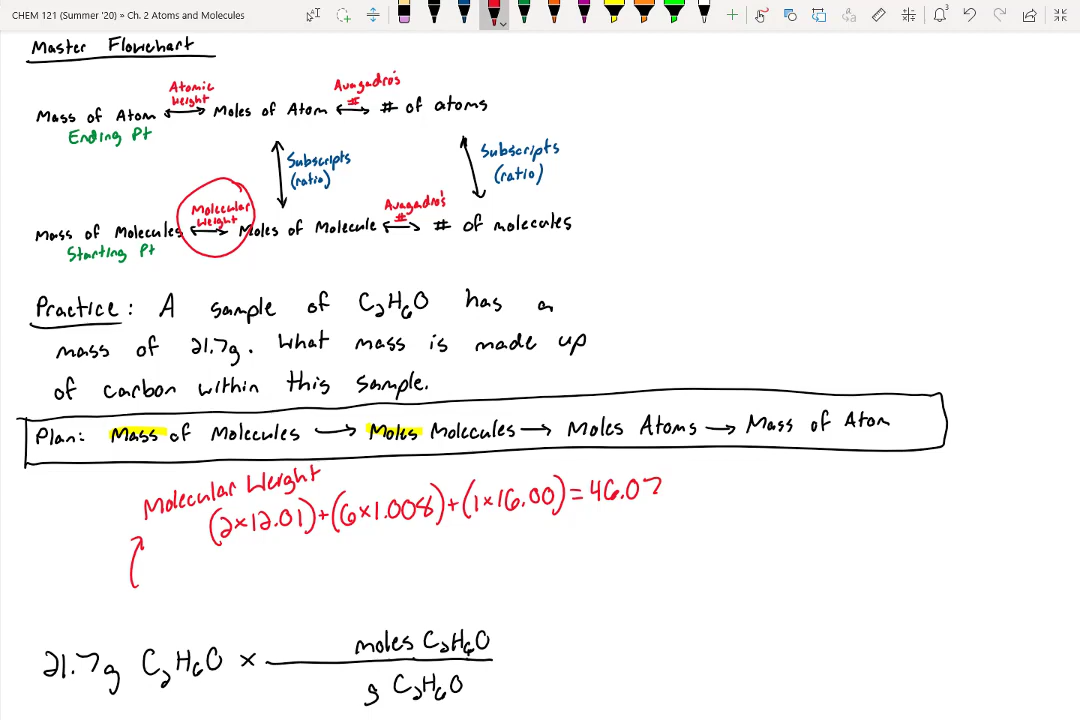 CHEM 121 (Summer '20) » Ch. 2 Atoms and Molecules
3
Master Flowchart
Atomic Weight
Avagadro's #
Mass of Atom ⟷ Moles of Atom ⟷ # of atoms
Ending Pt
Subscripts (ratio)
Subscripts (ratio)
Molecular Weight
Avagadro's #
Mass of Molecules ⟷ Moles of Molecule ⟷ # of molecules
Starting Pt
Practice: A sample of C₂H₆O has a
mass of 21.7g. What mass is made up
of carbon within this sample.
Plan: Mass of Molecules → Moles Molecules → Moles Atoms → Mass of Atom
Molecular Weight
(2×12.01)+(6×1.008)+(1×16.00)=46.07
moles C₂H₆O
21.7g C₂H₆O ×
g C₂H₆O